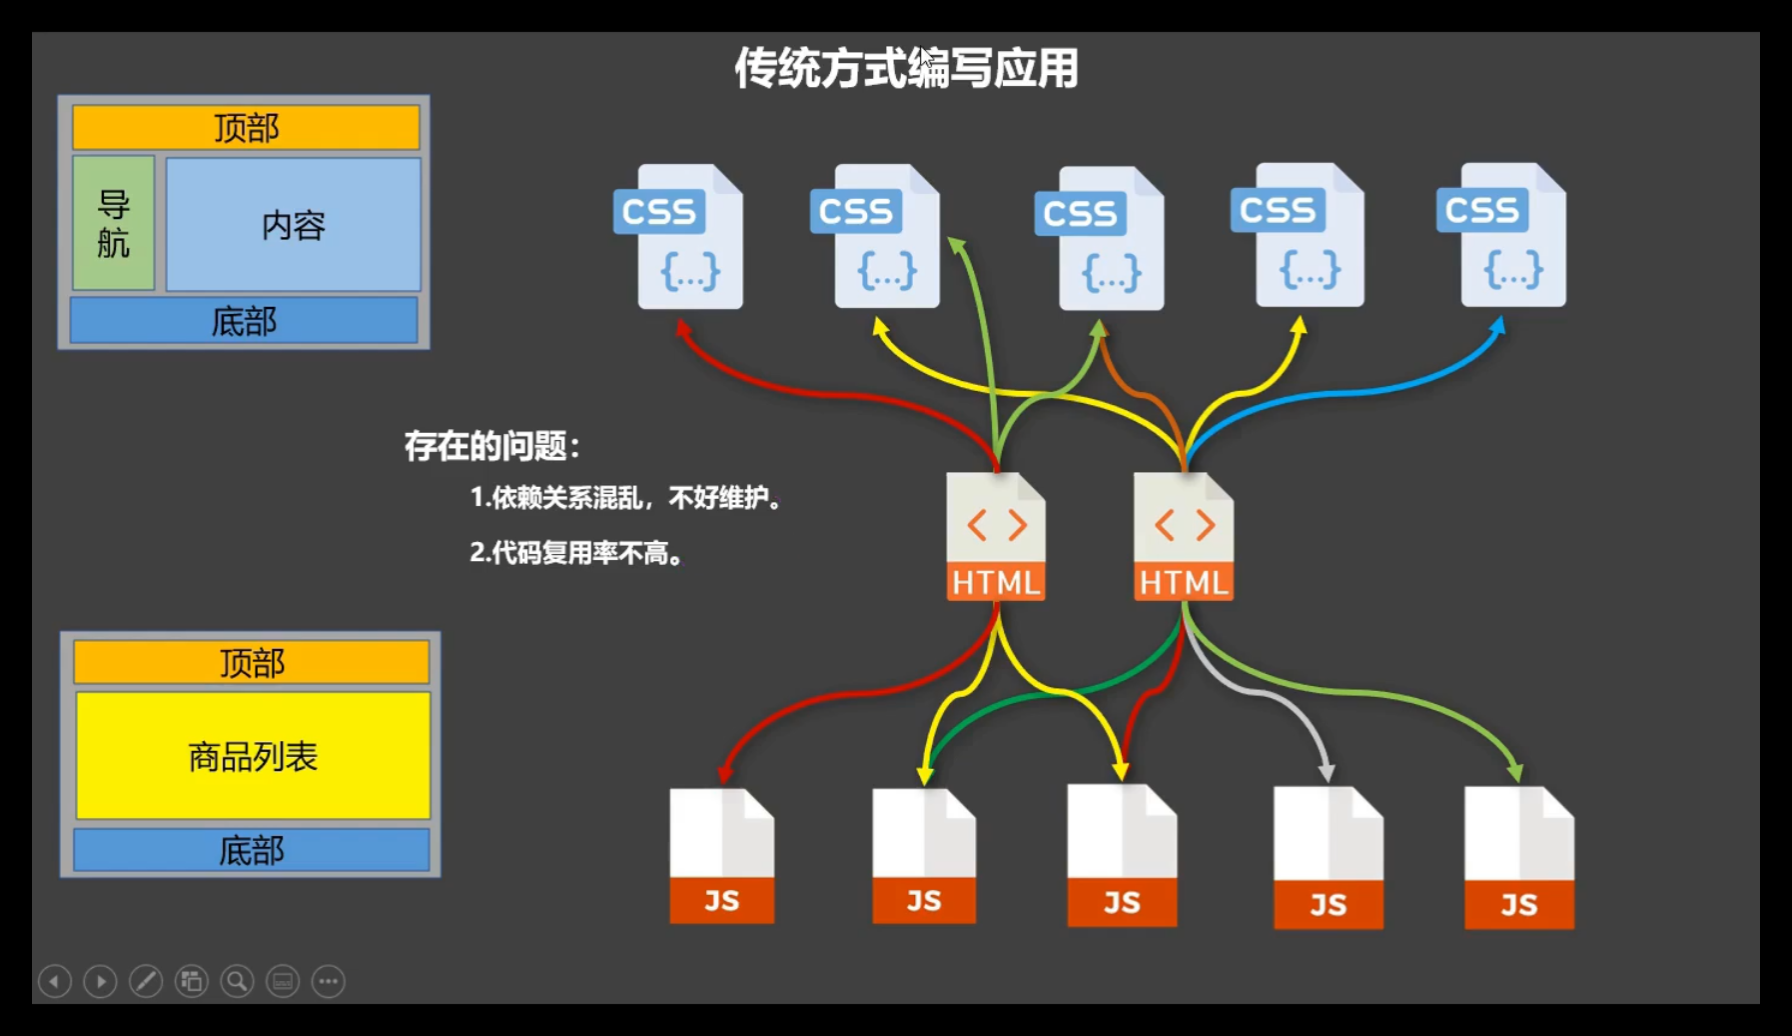 传统方式编写应用
顶部
导航
内容
底部
CSS
{...}
CSS
{...}
CSS
{...}
CSS
{...}
CSS
{...}
存在的问题：
1.依赖关系混乱，不好维护。
2.代码复用率不高。
< >
HTML
< >
HTML
顶部
商品列表
底部
JS
JS
JS
JS
JS